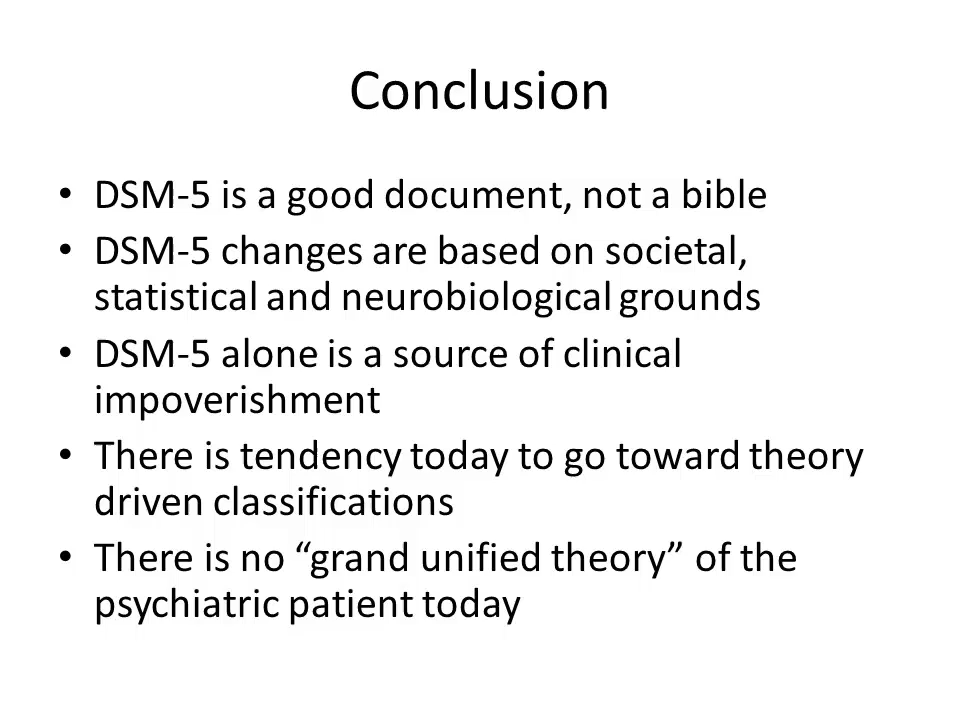 Conclusion
• DSM-5 is a good document, not a bible
• DSM-5 changes are based on societal,
statistical and neurobiological grounds
• DSM-5 alone is a source of clinical
impoverishment
• There is tendency today to go toward theory
driven classifications
• There is no “grand unified theory” of the
psychiatric patient today